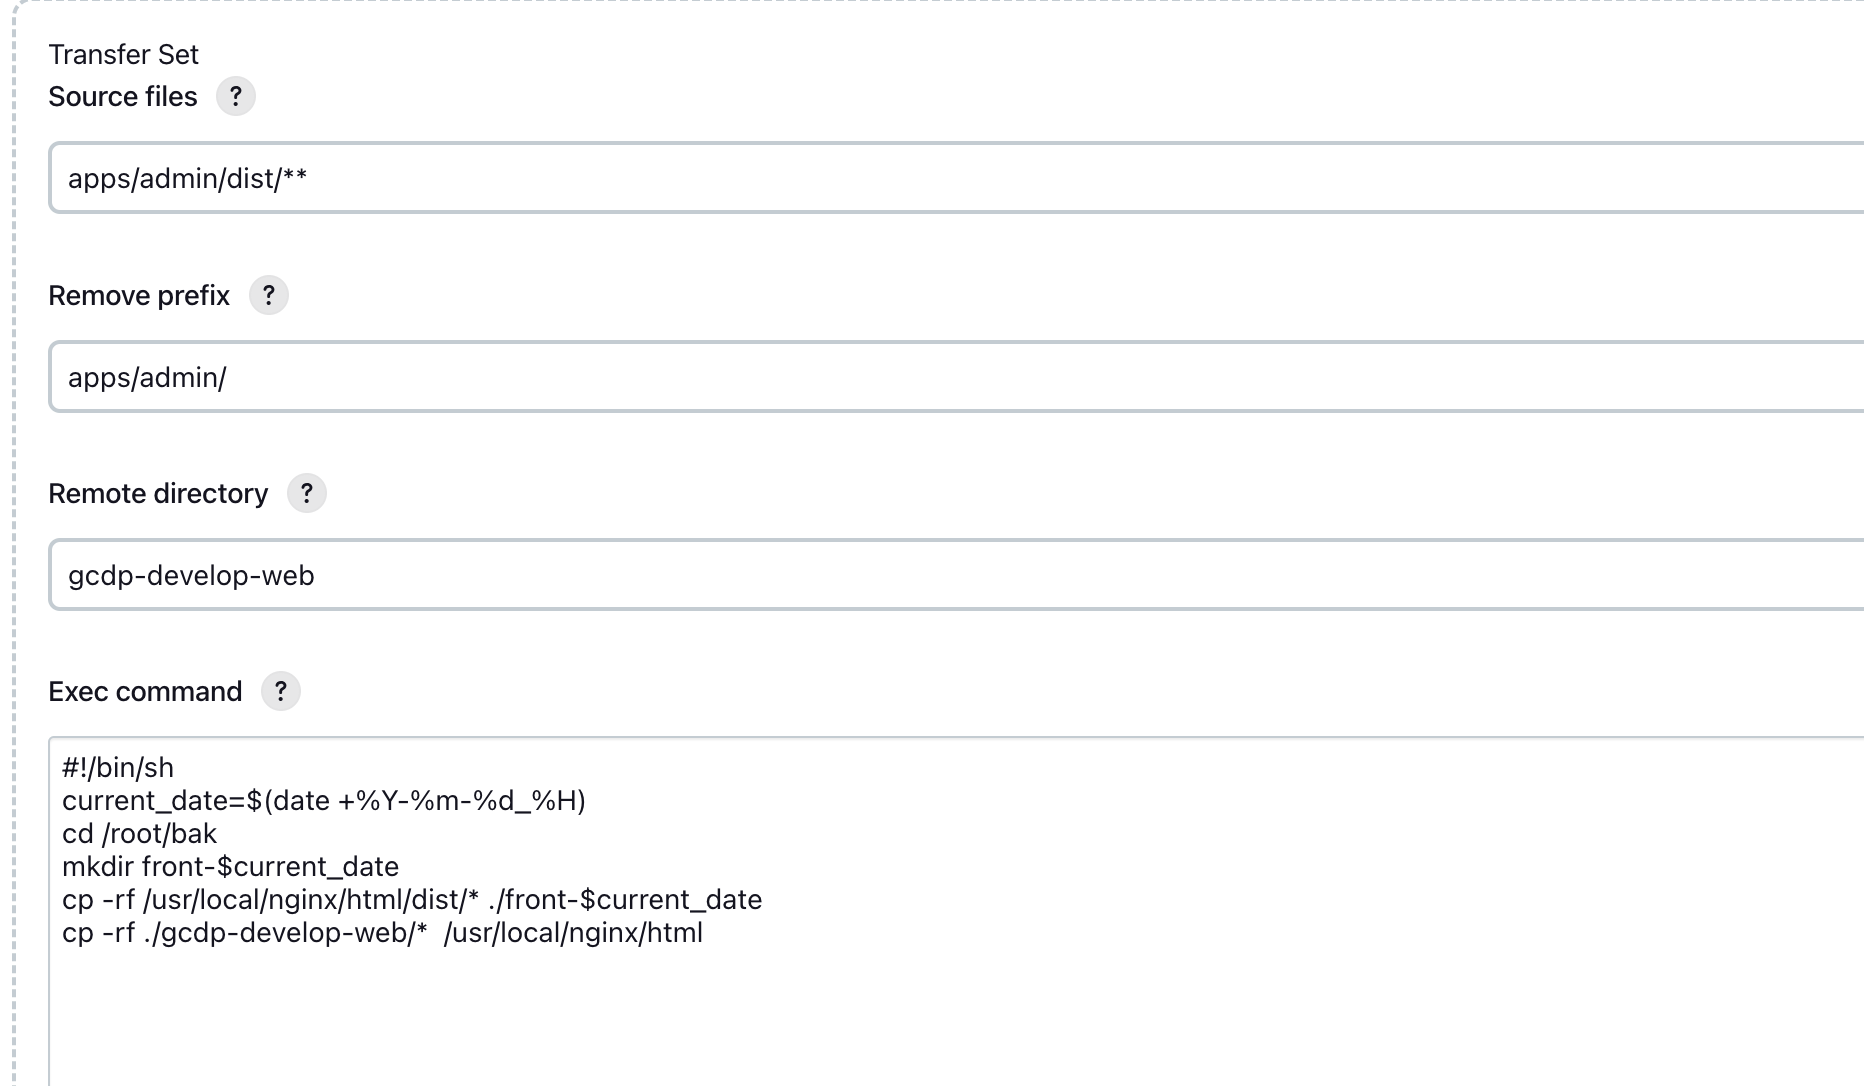 Transfer Set
Source files ?
apps/admin/dist/**
Remove prefix ?
apps/admin/
Remote directory ?
gcdp-develop-web
Exec command ?
#!/bin/sh
current_date=$(date +%Y-%m-%d_%H)
cd /root/bak
mkdir front-$current_date
cp -rf /usr/local/nginx/html/dist/* ./front-$current_date
cp -rf ./gcdp-develop-web/*  /usr/local/nginx/html